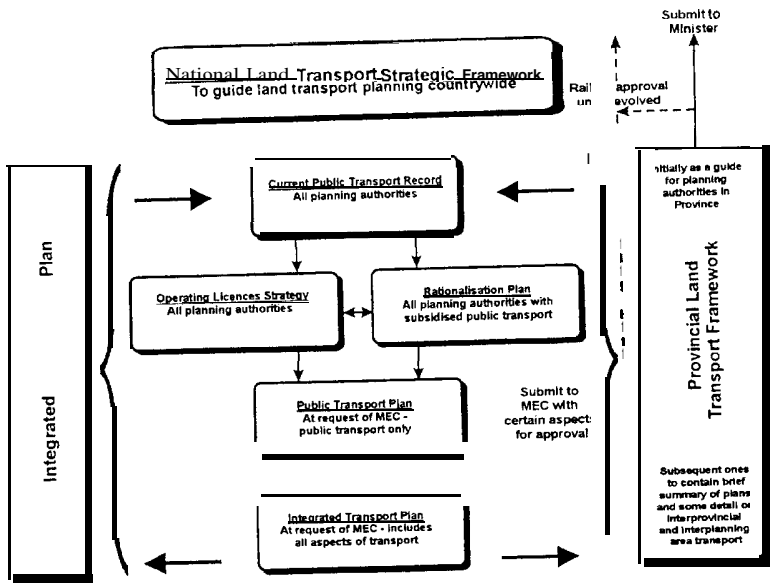 Submit to
Minister
National Land Transport Strategic Framework
To guide land transport planning countrywide
Rail approval
evolved
Current Public Transport Record
All planning authorities
Operating Licences Strategy
All planning authorities
Rationalisation Plan
All planning authorities with
subsidised public transport
Public Transport Plan
At request of MEC -
public transport only
Submit to
MEC with
certain aspects
for approval
Integrated Transport Plan
At request of MEC - includes
all aspects of transport
Integrated Plan
nitially as a guide
for planning
authorities in
Province
Provincial Land
Transport Framework
Subsequent ones
to contain brief
summary of plans
and some detail on
interprovincial
and interplanning
area transport